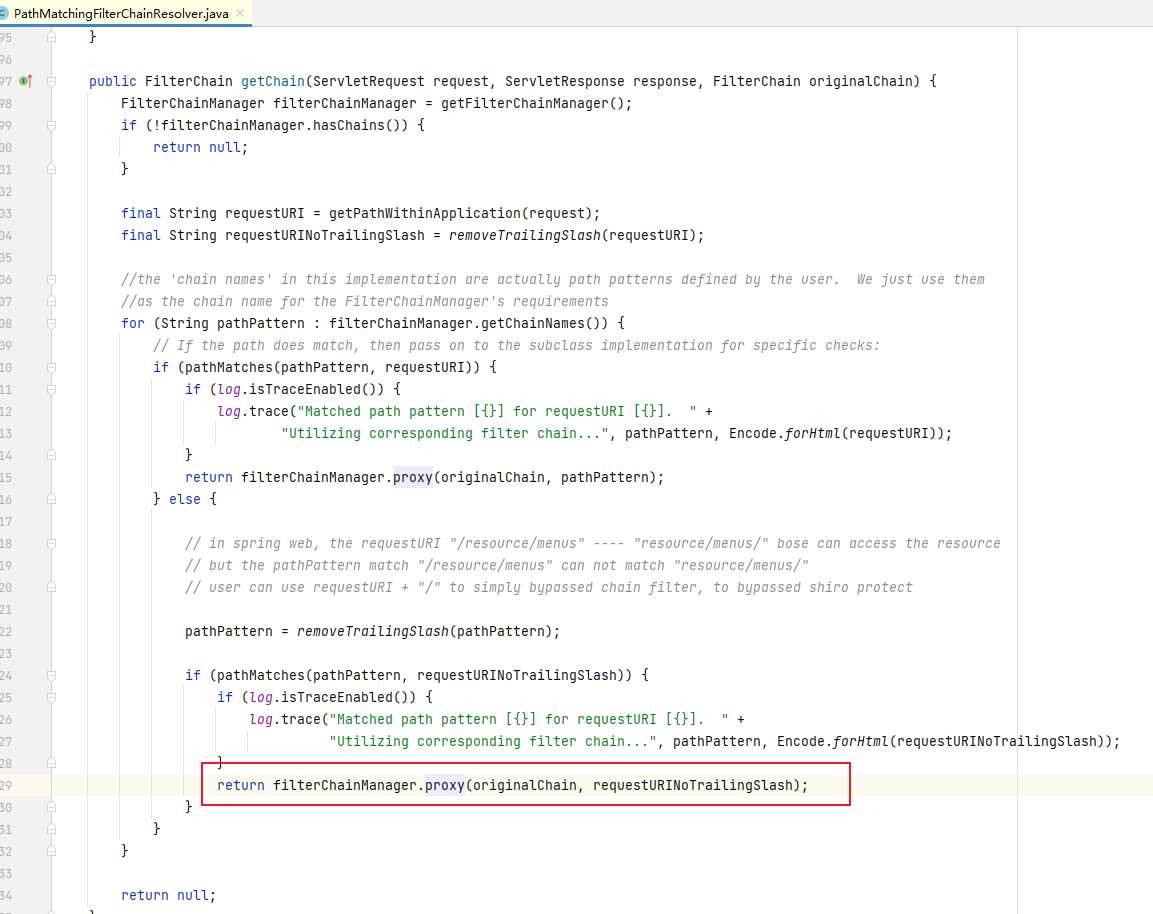 PathMatchingFilterChainResolver.java
95 }
96
97 public FilterChain getChain(ServletRequest request, ServletResponse response, FilterChain originalChain) {
98 FilterChainManager filterChainManager = getFilterChainManager();
99 if (!filterChainManager.hasChains()) {
00 return null;
01 }
02
03 final String requestURI = getPathWithinApplication(request);
04 final String requestURINoTrailingSlash = removeTrailingSlash(requestURI);
05
06 //the 'chain names' in this implementation are actually path patterns defined by the user.  We just use them
07 //as the chain name for the FilterChainManager's requirements
08 for (String pathPattern : filterChainManager.getChainNames()) {
09 // If the path does match, then pass on to the subclass implementation for specific checks:
10 if (pathMatches(pathPattern, requestURI)) {
11 if (log.isTraceEnabled()) {
12 log.trace("Matched path pattern [{}] for requestURI [{}].  " +
13 "Utilizing corresponding filter chain...", pathPattern, Encode.forHtml(requestURI));
14 }
15 return filterChainManager.proxy(originalChain, pathPattern);
16 } else {
17
18 // in spring web, the requestURI "/resource/menus" ---- "resource/menus/" bose can access the resource
19 // but the pathPattern match "/resource/menus" can not match "resource/menus/"
20 // user can use requestURI + "/" to simply bypassed chain filter, to bypassed shiro protect
21
22 pathPattern = removeTrailingSlash(pathPattern);
23
24 if (pathMatches(pathPattern, requestURINoTrailingSlash)) {
25 if (log.isTraceEnabled()) {
26 log.trace("Matched path pattern [{}] for requestURI [{}].  " +
27 "Utilizing corresponding filter chain...", pathPattern, Encode.forHtml(requestURINoTrailingSlash));
28 }
29 return filterChainManager.proxy(originalChain, requestURINoTrailingSlash);
30 }
31 }
32 }
33
34 return null;
}